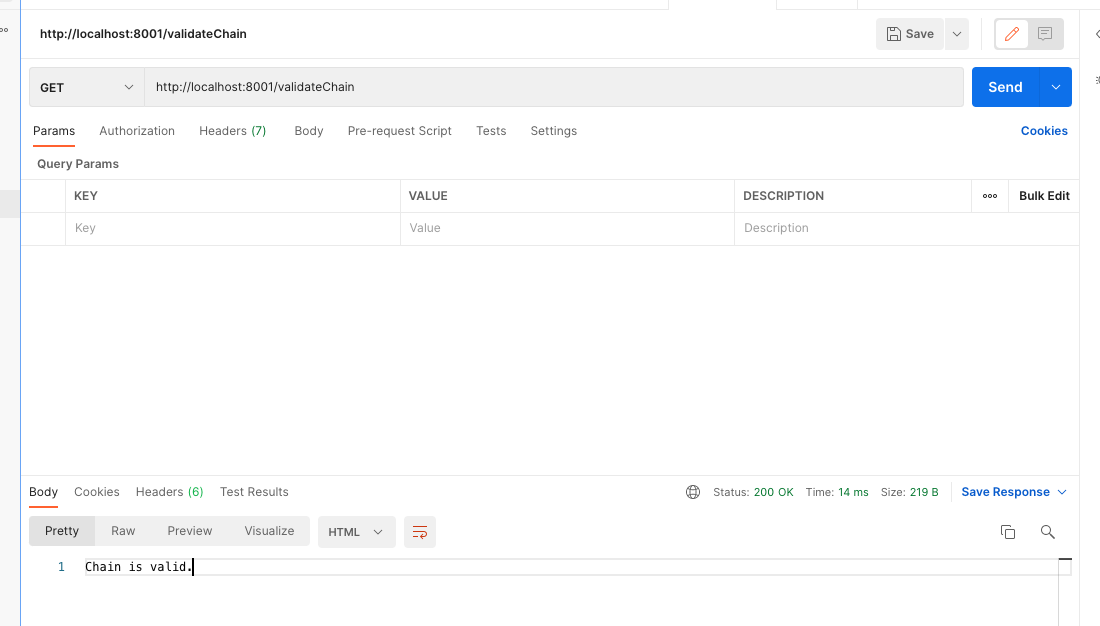 http://localhost:8001/validateChain
Save
GET
http://localhost:8001/validateChain
Send
Params Authorization Headers (7) Body Pre-request Script Tests Settings Cookies
Query Params
KEY VALUE DESCRIPTION Bulk Edit
Key Value Description
Body Cookies Headers (6) Test Results Status: 200 OK Time: 14 ms Size: 219 B Save Response
Pretty Raw Preview Visualize HTML
1 Chain is valid.